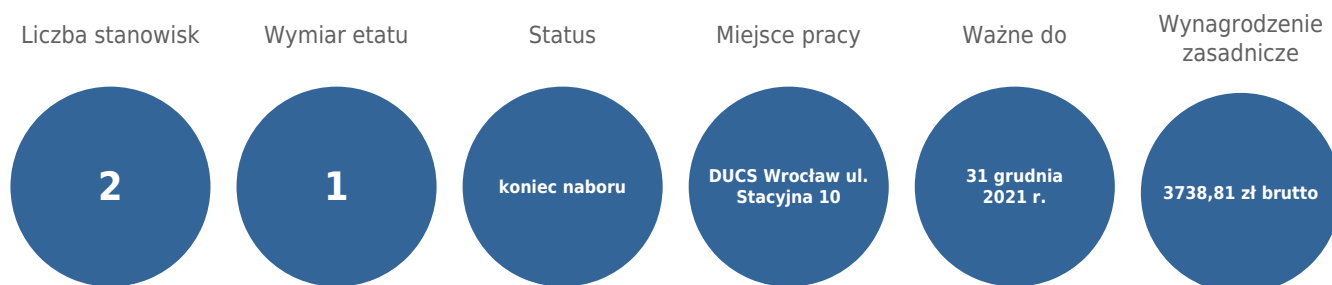 Liczba stanowisk
Wymiar etatu
Status
Miejsce pracy
Ważne do
Wynagrodzenie
zasadnicze
2
1
koniec naboru
DUCS Wrocław ul.
Stacyjna 10
31 grudnia
2021 r.
3738,81 zł brutto